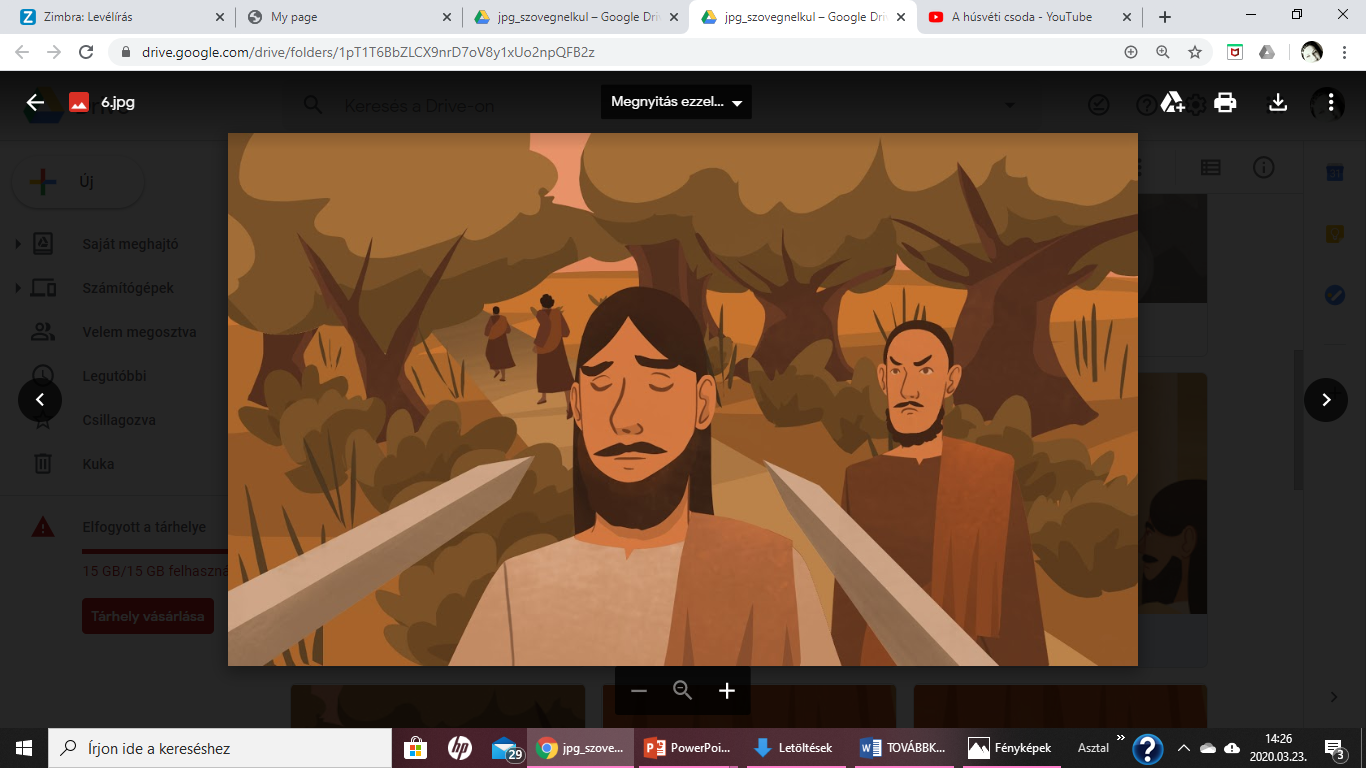 Zimbra: Levélírás
My page
jpg_szovegnelkul – Google Dri
jpg_szovegnelkul – Google Dri
A húsvéti csoda - YouTube
drive.google.com/drive/folders/1pT1T6BbZLCX9nrD7oV8y1xUo2npQFB2z
6.jpg
Keresés a Drive-on
Megnyitás ezzel...
Új
Saját meghajtó
Számítógépek
Velem megosztva
Legutóbbi
Csillagozva
Kuka
Elfogyott a tárhelye
15 GB/15 GB felhaszná
Tárhely vásárlása
Írjon ide a kereséshez
29
jpg_szove...
PowerPoi...
Letöltések
TOVÁBBK...
Fényképek
Asztal
14:26
2020.03.23.
3